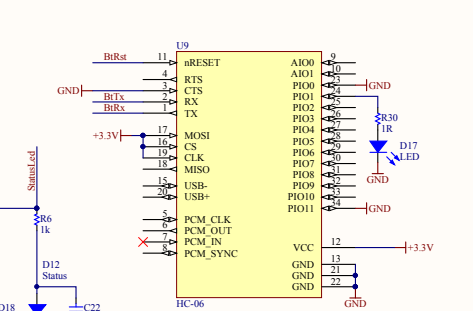 U9
BtRst 11 nRESET AIO0 9
4 RTS AIO1 10
GND 3 CTS PIO0 23 GND
BtTx 2 RX PIO1 24
BtRx 1 TX PIO2 25
PIO3 26 R30
+3.3V 17 MOSI PIO4 27 1R
16 CS PIO5 28
19 CLK PIO6 29 D17
18 MISO PIO7 30 LED
PIO8 31
15 USB- PIO9 32 GND
20 USB+ PIO10 33
PIO11 34 GND
5 PCM_CLK
6 PCM_OUT
7 PCM_IN
8 PCM_SYNC
VCC 12 +3.3V
GND 13
GND 21
GND 22
HC-06 GND
StatusLed
R6
1k
D12
Status
D18 C22